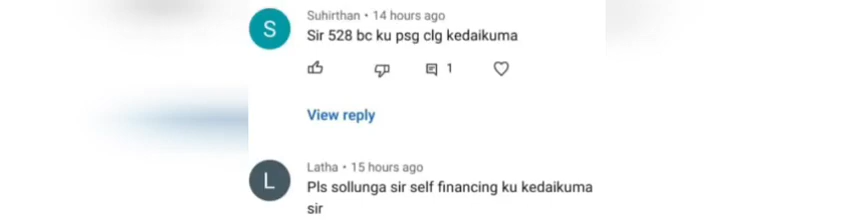 S
Suhirthan • 14 hours ago
Sir 528 bc ku psg clg kedaikuma
1
View reply
L
Latha • 15 hours ago
Pls sollunga sir self financing ku kedaikuma
sir